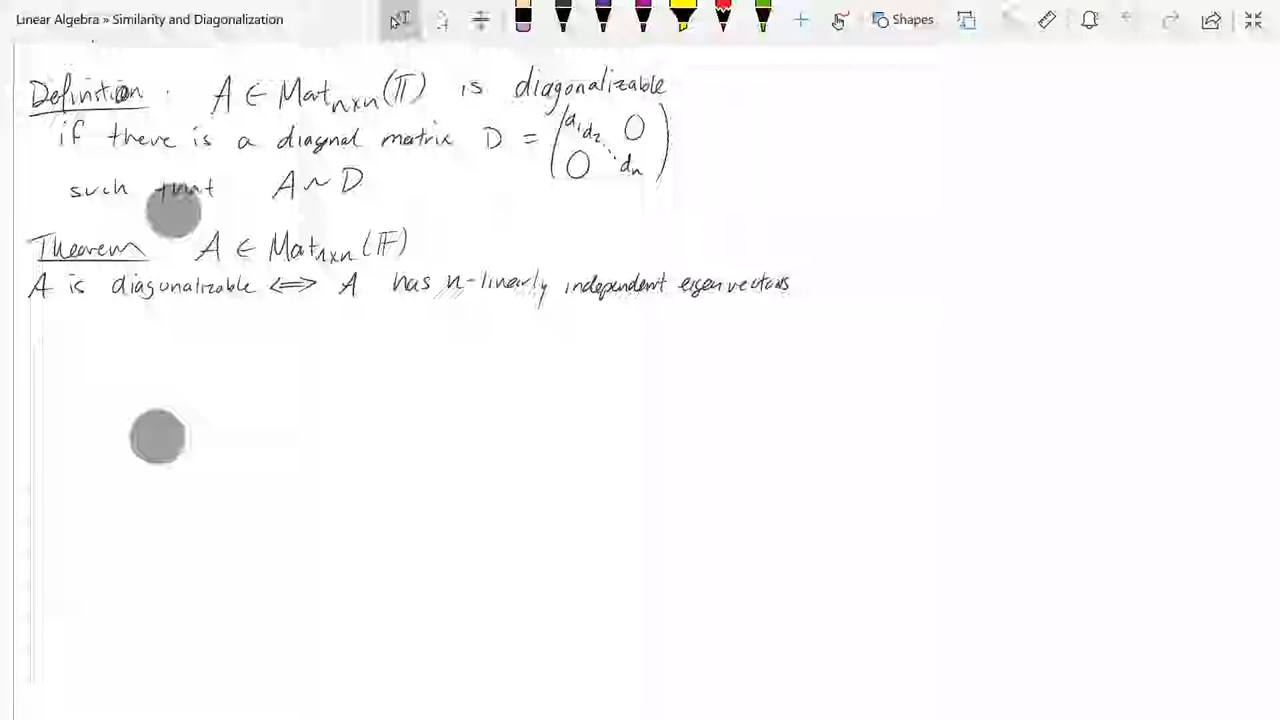 Linear Algebra » Similarity and Diagonalization
Shapes
Definition. A ∈ Mat_{n×n}(F) is diagonalizable
if there is a diagnal matrix D = (d₁ d₂ ⋱ dₙ 0 0)
such that A ~ D
Theorem A ∈ Mat_{n×n}(F)
A is diagonalizable ⟺ A has n-linearly independent eigenvectors